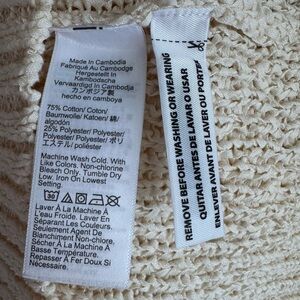 Made in Cambodia
Fabriqué Au Cambodge
Hergestellt In
Kambodscha
Vervaardigd In Cambodja
カンボジア製
hecho en camboya
75% Cotton/ Coton/
Baumwolle/ Katoen/ 綿/
algodón
25% Polyester/ Polyester/
Polyester/ Polyester/ ポリ
エステル/ poliéster
Machine Wash Cold. With
Like Colors. Non-chlorine
Bleach Only. Tumble Dry
Low. Iron On Lowest
Setting.
30
Laver À La Machine À
L'eau Froide. Laver En
Séparant Les Couleurs.
Seulement Agent De
Blanchiment Non-chlore.
Sécher À La Machine À
Basse Température.
Repasser À Froid Si
Nécessaire.
REMOVE BEFORE WASHING OR WEARING
QUITAR ANTES DE LAVAR O USAR
ENLEVER AVANT DE LAVER OU PORTER